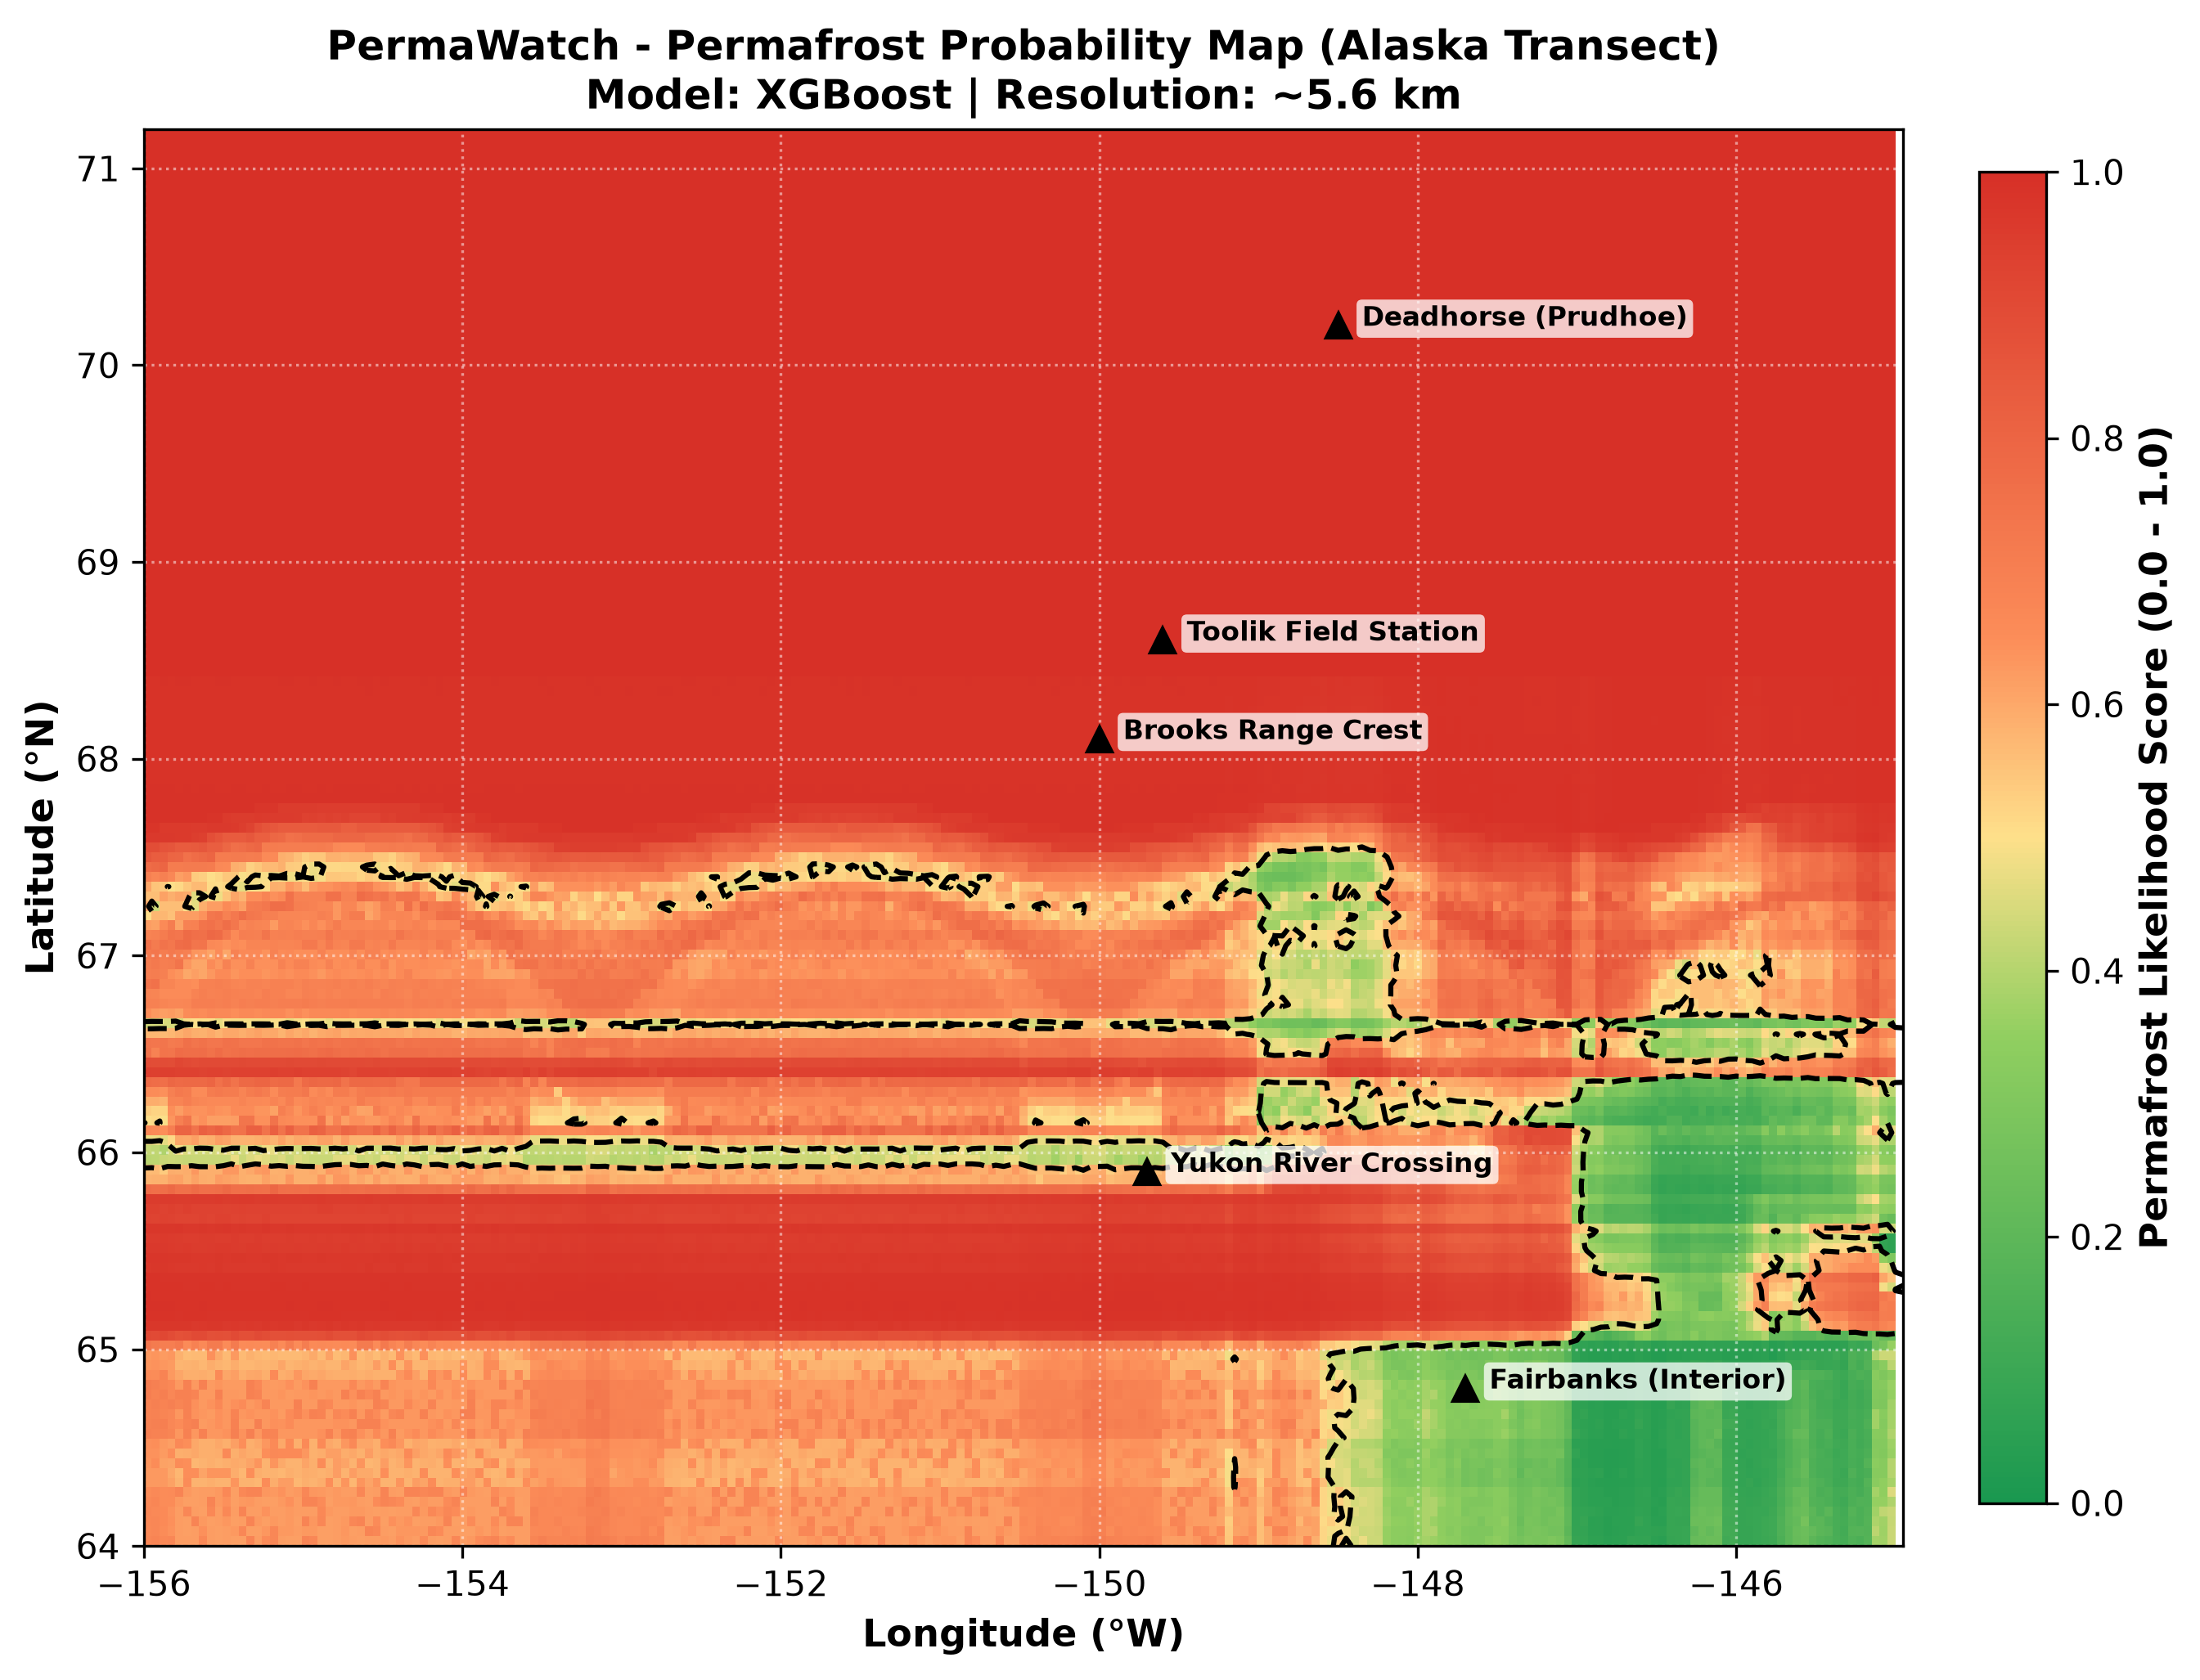 PermaWatch - Permafrost Probability Map (Alaska Transect)
Model: XGBoost | Resolution: ~5.6 km
71
70
69
68
67
66
65
64
Latitude (°N)
Deadhorse (Prudhoe)
Toolik Field Station
Brooks Range Crest
Yukon River Crossing
Fairbanks (Interior)
−156
−154
−152
−150
−148
−146
Longitude (°W)
1.0
0.8
0.6
0.4
0.2
0.0
Permafrost Likelihood Score (0.0 - 1.0)